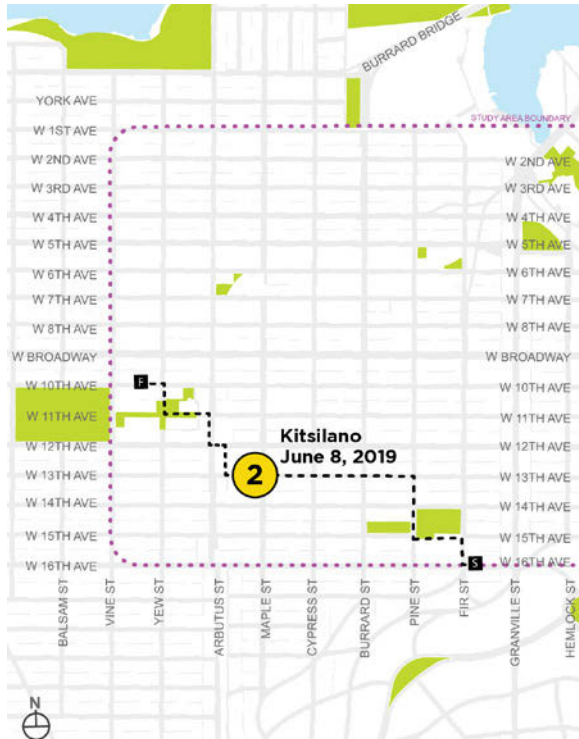 BURRARD BRIDGE
YORK AVE
STUDY AREA BOUNDARY
W 1ST AVE
W 2ND AVE
W 2ND AVE
W 3RD AVE
W 3RD AVE
W 4TH AVE
W 4TH AVE
W 5TH AVE
W 5TH AVE
W 6TH AVE
W 6TH AVE
W 7TH AVE
W 7TH AVE
W 8TH AVE
W 8TH AVE
W BROADWAY
W BROADWAY
F
W 10TH AVE
W 10TH AVE
W 11TH AVE
W 11TH AVE
W 12TH AVE
W 12TH AVE
Kitsilano
June 8, 2019
2
W 13TH AVE
W 13TH AVE
W 14TH AVE
W 14TH AVE
W 15TH AVE
W 15TH AVE
W 16TH AVE
S
W 16TH AVE
BALSAM ST
VINE ST
YEW ST
ARBUTUS ST
MAPLE ST
CYPRESS ST
BURRARD ST
PINE ST
FIR ST
GRANVILLE ST
HEMLOCK ST
N